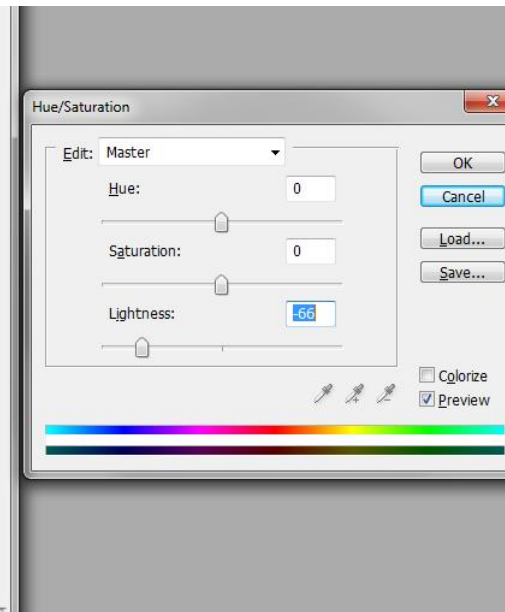 Hue/Saturation
Edit: Master
Hue: 0
Saturation: 0
Lightness: -66
OK
Cancel
Load...
Save...
Colorize
Preview